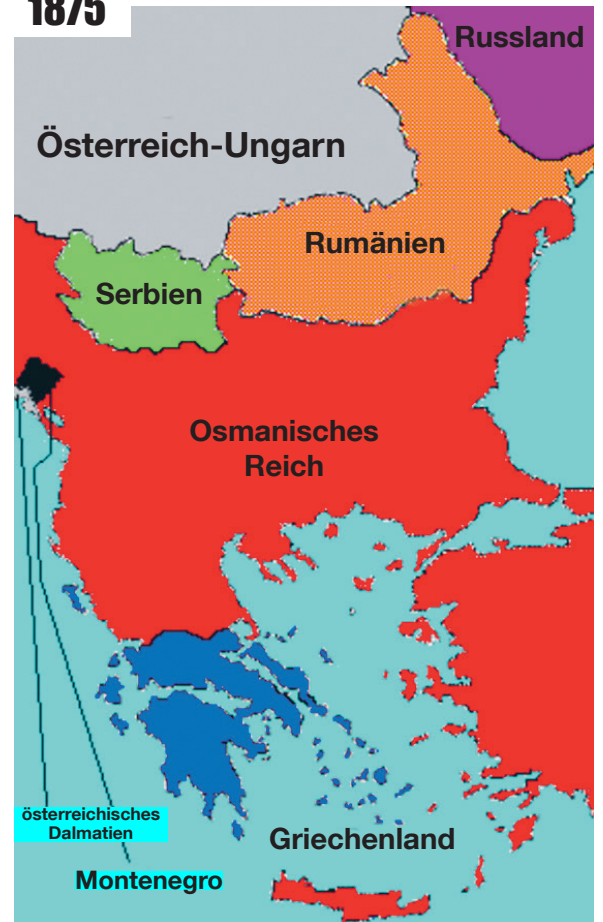 1875
Russland
Österreich-Ungarn
Rumänien
Serbien
Osmanisches
Reich
österreichisches
Dalmatien
Griechenland
Montenegro